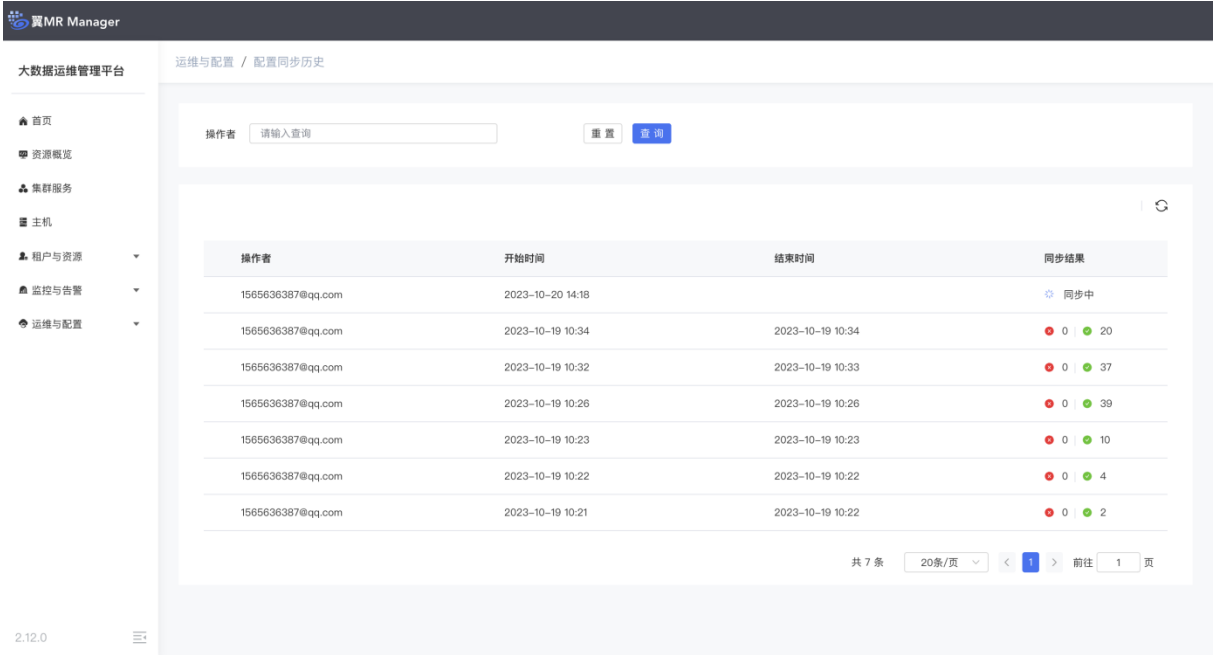 翼MR Manager
大数据运维管理平台
运维与配置 / 配置同步历史
首页
资源概览
集群服务
主机
租户与资源
监控与告警
运维与配置
操作者 请输入查询 重 置 查 询
操作者 开始时间 结束时间 同步结果
1565636387@qq.com 2023-10-20 14:18 同步中
1565636387@qq.com 2023-10-19 10:34 2023-10-19 10:34 0 20
1565636387@qq.com 2023-10-19 10:32 2023-10-19 10:33 0 37
1565636387@qq.com 2023-10-19 10:26 2023-10-19 10:26 0 39
1565636387@qq.com 2023-10-19 10:23 2023-10-19 10:23 0 10
1565636387@qq.com 2023-10-19 10:22 2023-10-19 10:22 0 4
1565636387@qq.com 2023-10-19 10:21 2023-10-19 10:22 0 2
共 7 条 20条/页 < 1 > 前往 1 页
2.12.0